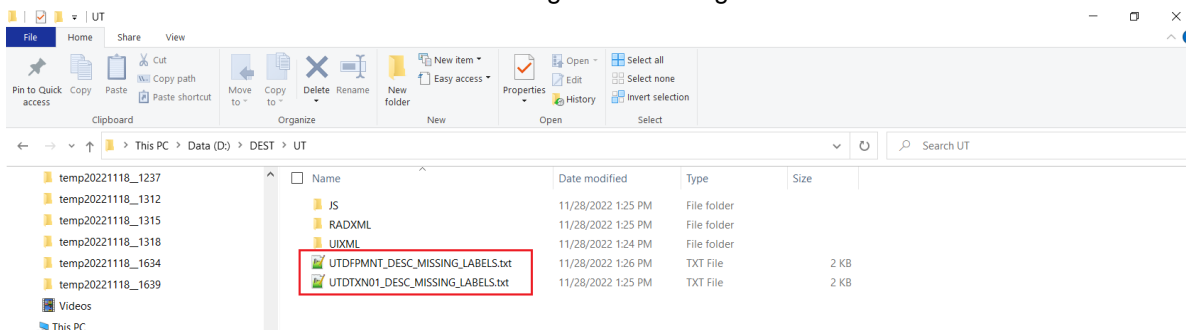 UT
File Home Share View
Pin to Quick access
Copy
Paste
Cut
Copy path
Paste shortcut
Move to
Copy to
Delete
Rename
New folder
New item
Easy access
Properties
Open
Edit
History
Select all
Select none
Invert selection
Clipboard Organize New Open Select
This PC > Data (D:) > DEST > UT
Search UT
temp20221118__1237
temp20221118__1312
temp20221118__1315
temp20221118__1318
temp20221118__1634
temp20221118__1639
Videos
This PC
Name Date modified Type Size
JS 11/28/2022 1:25 PM File folder
RADXML 11/28/2022 1:25 PM File folder
UIXML 11/28/2022 1:24 PM File folder
UTDFPMNT_DESC_MISSING_LABELS.txt 11/28/2022 1:26 PM TXT File 2 KB
UTDTXN01_DESC_MISSING_LABELS.txt 11/28/2022 1:25 PM TXT File 2 KB